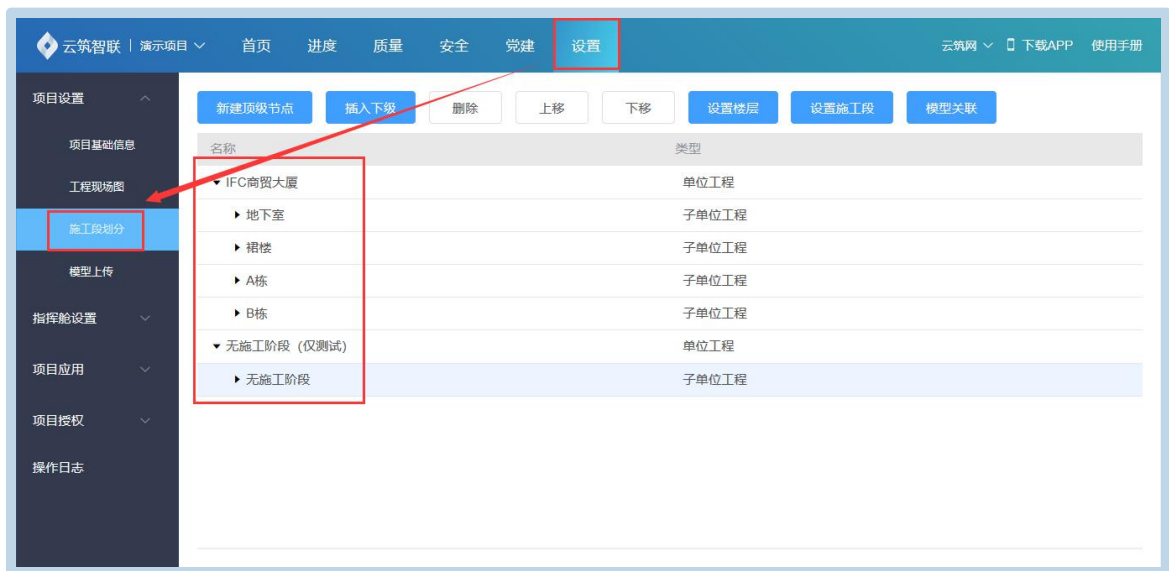 云筑智联 演示项目 首页 进度 质量 安全 党建 设置 云筑网 下载APP 使用手册
项目设置
项目基础信息
工程现场图
施工段划分
模型上传
指挥舱设置
项目应用
项目授权
操作日志
新建顶级节点 插入下级 删除 上移 下移 设置楼层 设置施工段 模型关联
名称 类型
IFC商贸大厦 单位工程
地下室 子单位工程
裙楼 子单位工程
A栋 子单位工程
B栋 子单位工程
无施工阶段（仅测试） 单位工程
无施工阶段 子单位工程